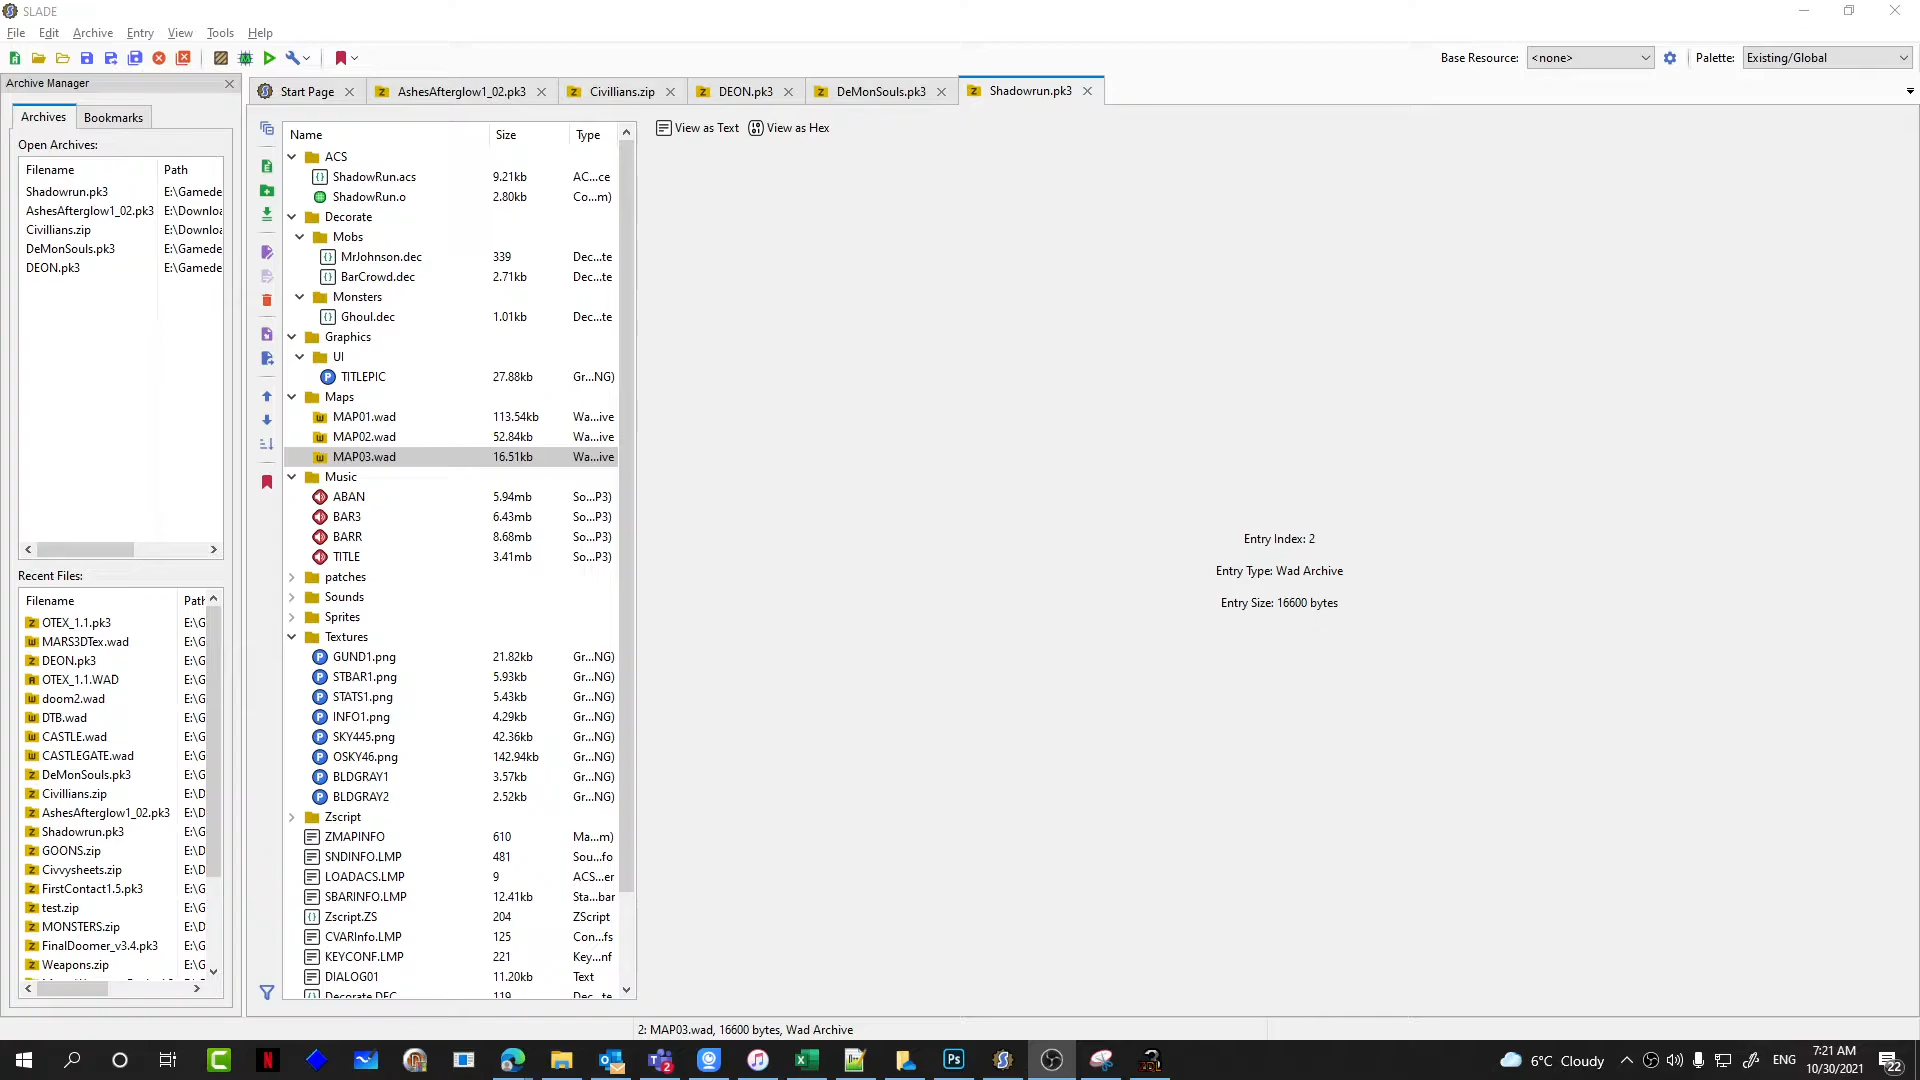 SLADE
File Edit Archive Entry View Tools Help
Base Resource: <none> Palette: Existing/Global
Archive Manager
Archives Bookmarks
Open Archives:
Filename Path
Shadowrun.pk3 E:\Gamede
AshesAfterglow1_02.pk3 E:\Downloa
Civillians.zip E:\Downloa
DeMonSouls.pk3 E:\Gamede
DEON.pk3 E:\Gamede
Recent Files:
Filename Path
OTEX_1.1.pk3 E:\G
MARS3DTex.wad E:\G
DEON.pk3 E:\G
OTEX_1.1.WAD E:\G
doom2.wad E:\G
DTB.wad E:\G
CASTLE.wad E:\G
CASTLEGATE.wad E:\G
DeMonSouls.pk3 E:\G
Civillians.zip E:\D
AshesAfterglow1_02.pk3 E:\D
Shadowrun.pk3 E:\G
GOONS.zip E:\D
Civvysheets.zip E:\D
FirstContact1.5.pk3 E:\G
test.zip E:\G
MONSTERS.zip E:\D
FinalDoomer_v3.4.pk3 E:\G
Weapons.zip E:\D
Start Page AshesAfterglow1_02.pk3 Civillians.zip DEON.pk3 DeMonSouls.pk3 Shadowrun.pk3
Name Size Type
ACS
ShadowRun.acs 9.21kb AC...ce
ShadowRun.o 2.80kb Co...m)
Decorate
Mobs
MrJohnson.dec 339 Dec...te
BarCrowd.dec 2.71kb Dec...te
Monsters
Ghoul.dec 1.01kb Dec...te
Graphics
UI
TITLEPIC 27.88kb Gr...NG)
Maps
MAP01.wad 113.54kb Wa...ive
MAP02.wad 52.84kb Wa...ive
MAP03.wad 16.51kb Wa...ive
Music
ABAN 5.94mb So...P3)
BAR3 6.43mb So...P3)
BARR 8.68mb So...P3)
TITLE 3.41mb So...P3)
patches
Sounds
Sprites
Textures
GUND1.png 21.82kb Gr...NG)
STBAR1.png 5.93kb Gr...NG)
STATS1.png 5.43kb Gr...NG)
INFO1.png 4.29kb Gr...NG)
SKY445.png 42.36kb Gr...NG)
OSKY46.png 142.94kb Gr...NG)
BLDGRAY1 3.57kb Gr...NG)
BLDGRAY2 2.52kb Gr...NG)
Zscript
ZMAPINFO 610 Ma...m)
SNDINFO.LMP 481 Sou...fo
LOADACS.LMP 9 ACS...er
SBARINFO.LMP 12.41kb Sta...bar
Zscript.ZS 204 ZScript
CVARInfo.LMP 125 Con...fs
KEYCONF.LMP 221 Key...nf
DIALOG01 11.20kb Text
Decorate.DEC 119 Dec...te
View as Text View as Hex
Entry Index: 2
Entry Type: Wad Archive
Entry Size: 16600 bytes
2: MAP03.wad, 16600 bytes, Wad Archive
6°C Cloudy ENG 7:21 AM
10/30/2021 22